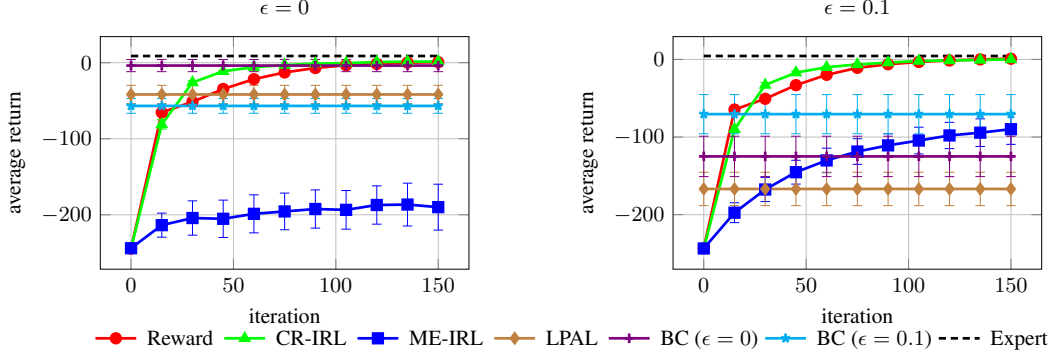 ϵ = 0
ϵ = 0.1
0
−100
−200
average return
0 50 100 150
iteration
0
−100
−200
average return
0 50 100 150
iteration
Reward CR-IRL ME-IRL LPAL BC (ϵ = 0) BC (ϵ = 0.1) Expert